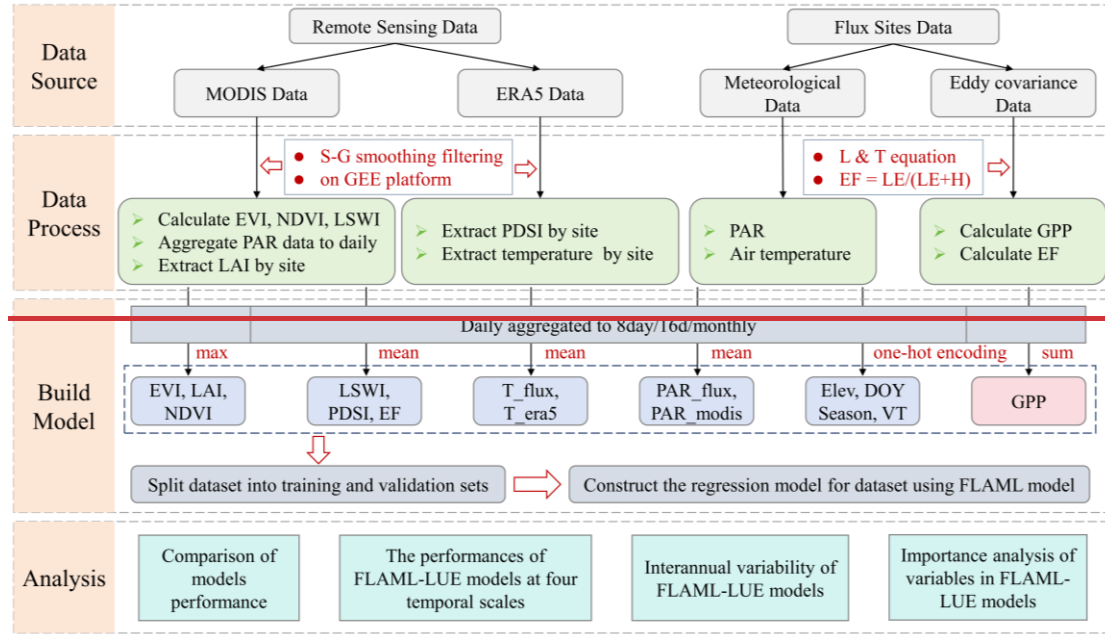 Data
Source
Remote Sensing Data
Flux Sites Data
MODIS Data
ERA5 Data
Meteorological
Data
Eddy covariance
Data
Data
Process
S-G smoothing filtering
on GEE platform
L & T equation
EF = LE/(LE+H)
Calculate EVI, NDVI, LSWI
Aggregate PAR data to daily
Extract LAI by site
Extract PDSI by site
Extract temperature by site
PAR
Air temperature
Calculate GPP
Calculate EF
Build
Model
Daily aggregated to 8day/16d/monthly
max
mean
mean
mean
one-hot encoding
sum
EVI, LAI,
NDVI
LSWI,
PDSI, EF
T_flux,
T_era5
PAR_flux,
PAR_modis
Elev, DOY
Season, VT
GPP
Split dataset into training and validation sets
Construct the regression model for dataset using FLAML model
Analysis
Comparison of
models
performance
The performances of
FLAML-LUE models at four
temporal scales
Interannual variability of
FLAML-LUE models
Importance analysis of
variables in FLAML-
LUE models